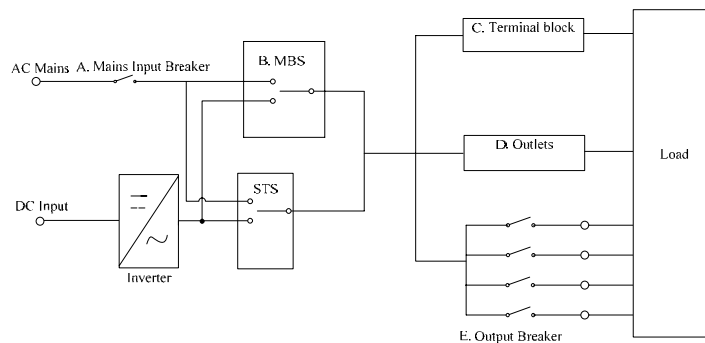 C. Terminal block
AC Mains
A. Mains Input Breaker
B. MBS
D. Outlets
Load
STS
DC Input
Inverter
E. Output Breaker